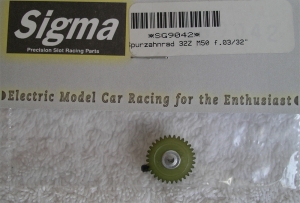 Sigma
Precision Slot Racing Parts
*SG9042*
Spurzahnrad 32Z M50 f.03/32"
Electric Model Car Racing for the Enthusiast